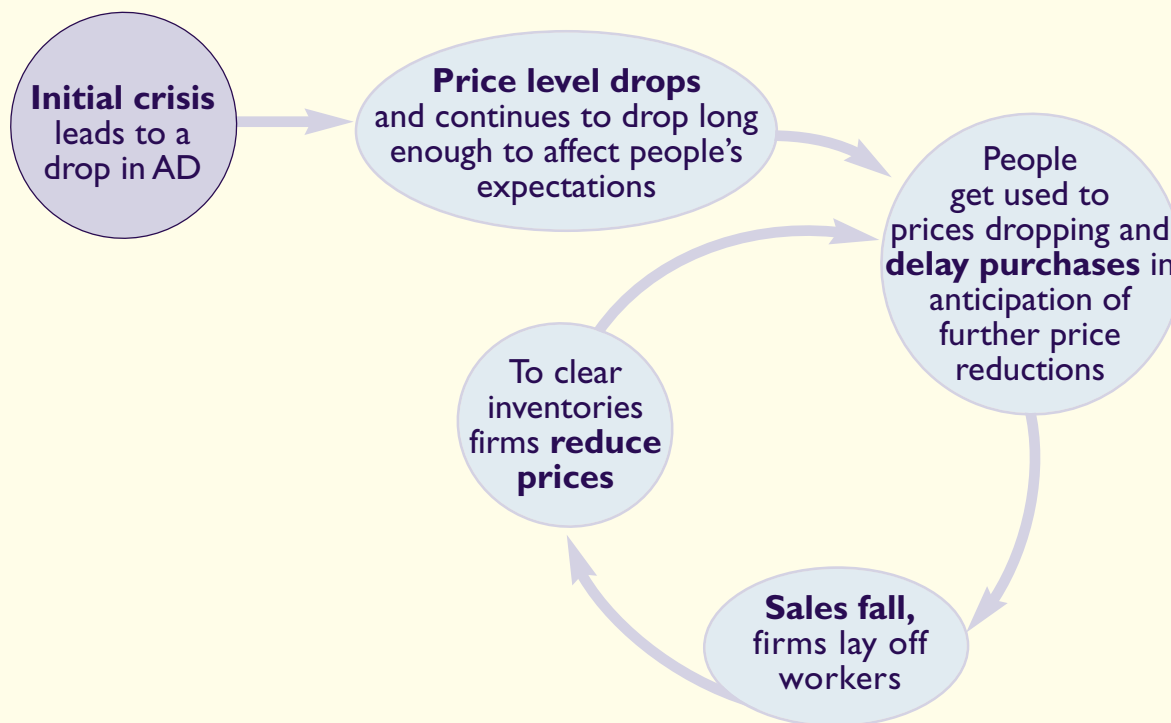 Initial crisis
leads to a
drop in AD
Price level drops
and continues to drop long
enough to affect people’s
expectations
People
get used to
prices dropping and
delay purchases in
anticipation of
further price
reductions
To clear
inventories
firms reduce
prices
Sales fall,
firms lay off
workers